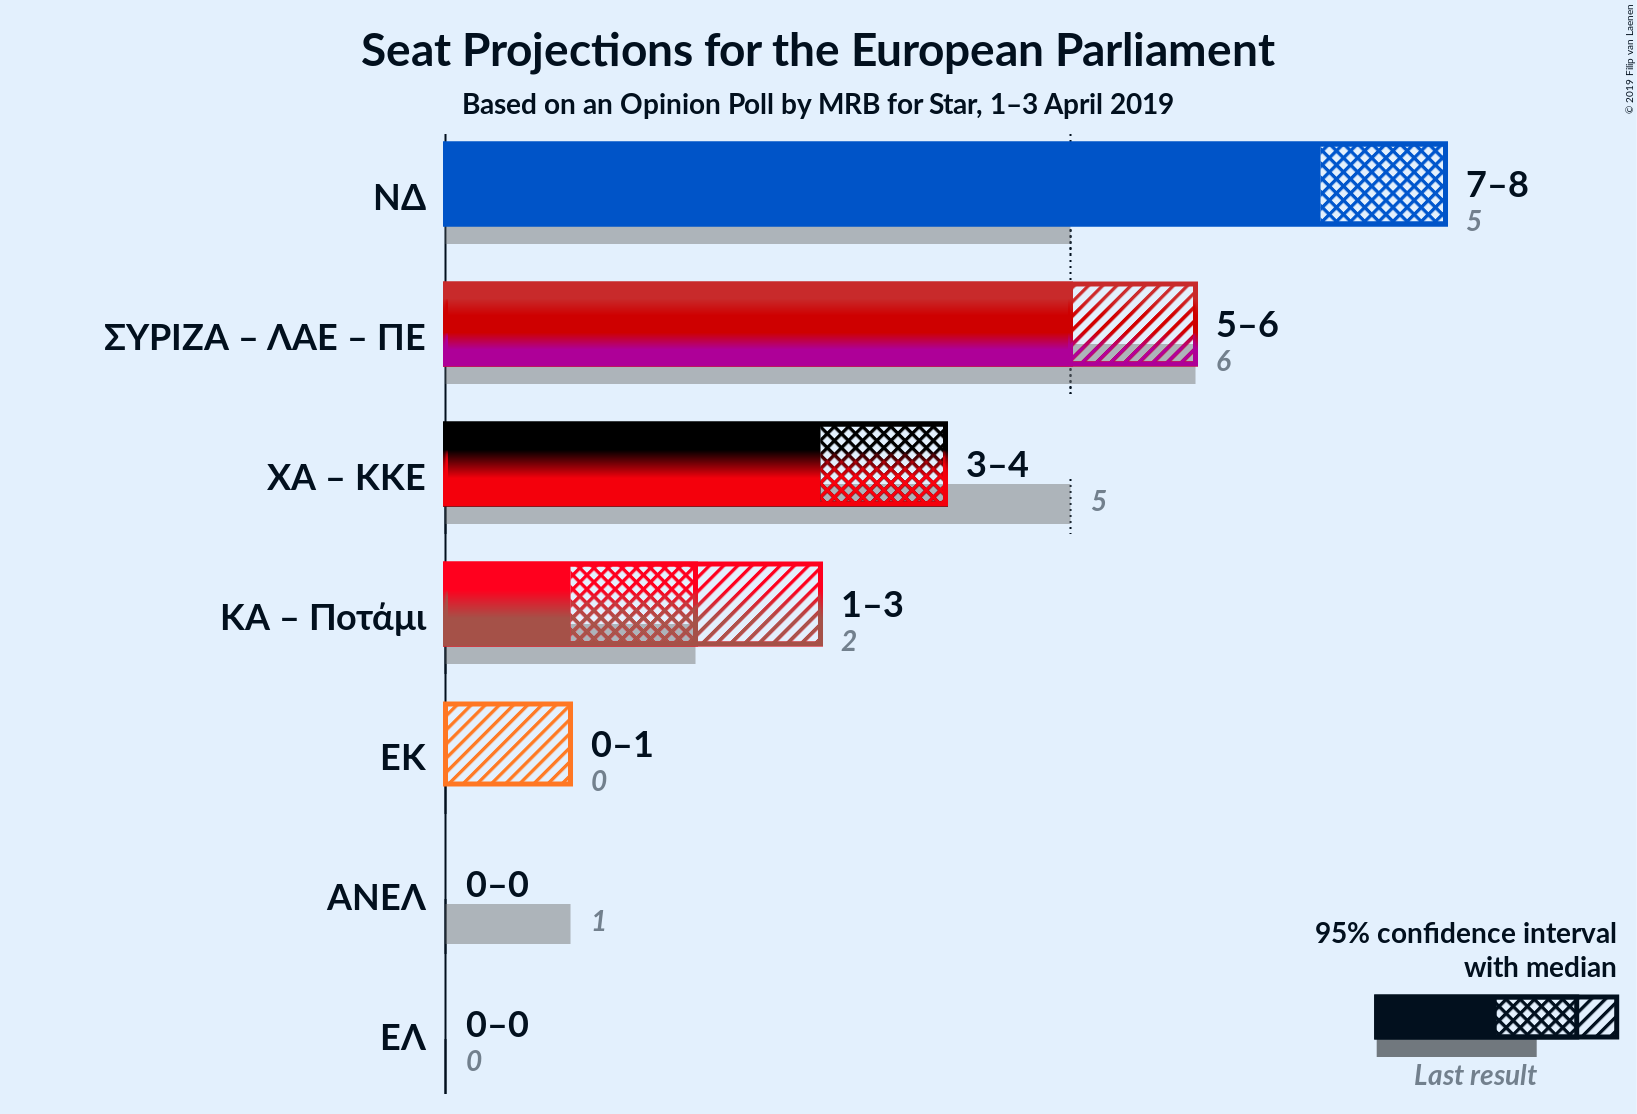 Seat Projections for the European Parliament
Based on an Opinion Poll by MRB for Star, 1–3 April 2019
© 2019 Filip van Laenen
ΝΔ
7–8
5
ΣΥΡΙΖΑ – ΛΑΕ – ΠΕ
5–6
6
ΧΑ – ΚΚΕ
3–4
5
ΚΑ – Ποτάμι
1–3
2
ΕΚ
0–1
0
ΑΝΕΛ
0–0
1
ΕΛ
0–0
0
95% confidence interval
with median
Last result